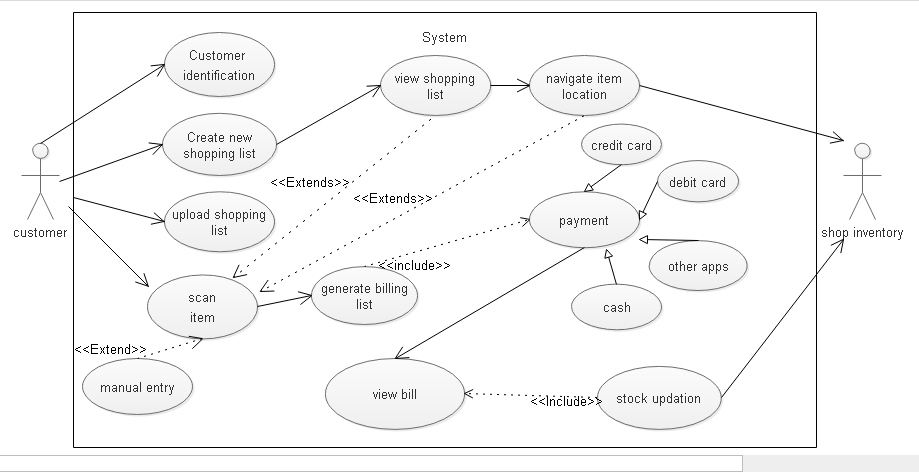 System
Customer
identification
view shopping
list
navigate item
location
Create new
shopping list
credit card
debit card
<<Extends>>
<<Extends>>
upload shopping
list
payment
customer
shop inventory
<<include>>
other apps
generate billing
list
scan
item
cash
<<Extend>>
manual entry
view bill
<<Include>>
stock updation